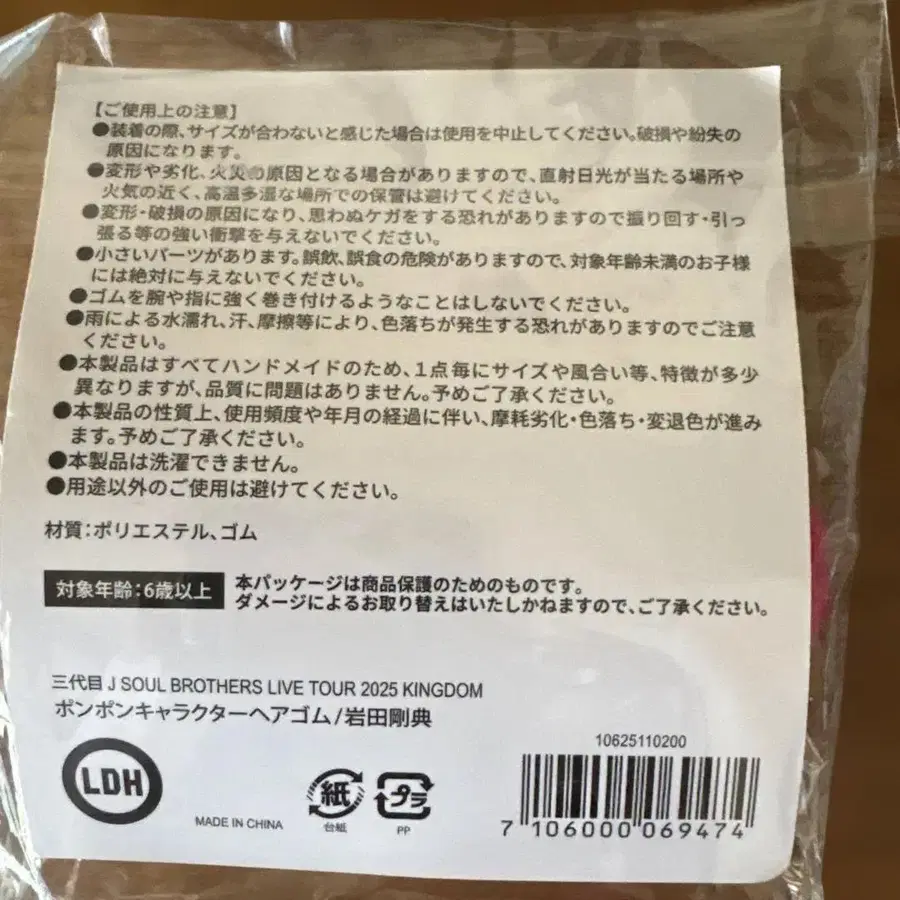 【ご使用上の注意】
●装着の際、サイズが合わないと感じた場合は使用を中止してください。破損や紛失の
原因になります。
●変形や劣化、火災の原因となる場合がありますので、直射日光が当たる場所や
火気の近く、高温多湿な場所での保管は避けてください。
●変形・破損の原因になり、思わぬケガをする恐れがありますので振り回す・引っ
張る等の強い衝撃を与えないでください。
●小さいパーツがあります。誤飲、誤食の危険がありますので、対象年齢未満のお子様
には絶対に与えないでください。
●ゴムを腕や指に強く巻き付けるようなことはしないでください。
●雨による水濡れ、汗、摩擦等により、色落ちが発生する恐れがありますのでご注意
ください。
●本製品はすべてハンドメイドのため、1点毎にサイズや風合い等、特徴が多少
異なりますが、品質に問題はありません。予めご了承ください。
●本製品の性質上、使用頻度や年月の経過に伴い、摩耗劣化・色落ち・変退色が進み
ます。予めご了承ください。
●本製品は洗濯できません。
●用途以外のご使用は避けてください。
材質：ポリエステル、ゴム
対象年齢：6歳以上
本パッケージは商品保護のためのものです。
ダメージによるお取り替えはいたしかねますので、ご了承ください。
三代目 J SOUL BROTHERS LIVE TOUR 2025 KINGDOM
ポンポンキャラクターヘアゴム/岩田剛典
LDH
MADE IN CHINA
紙
台紙
プラ
PP
10625110200
7 106000 069474